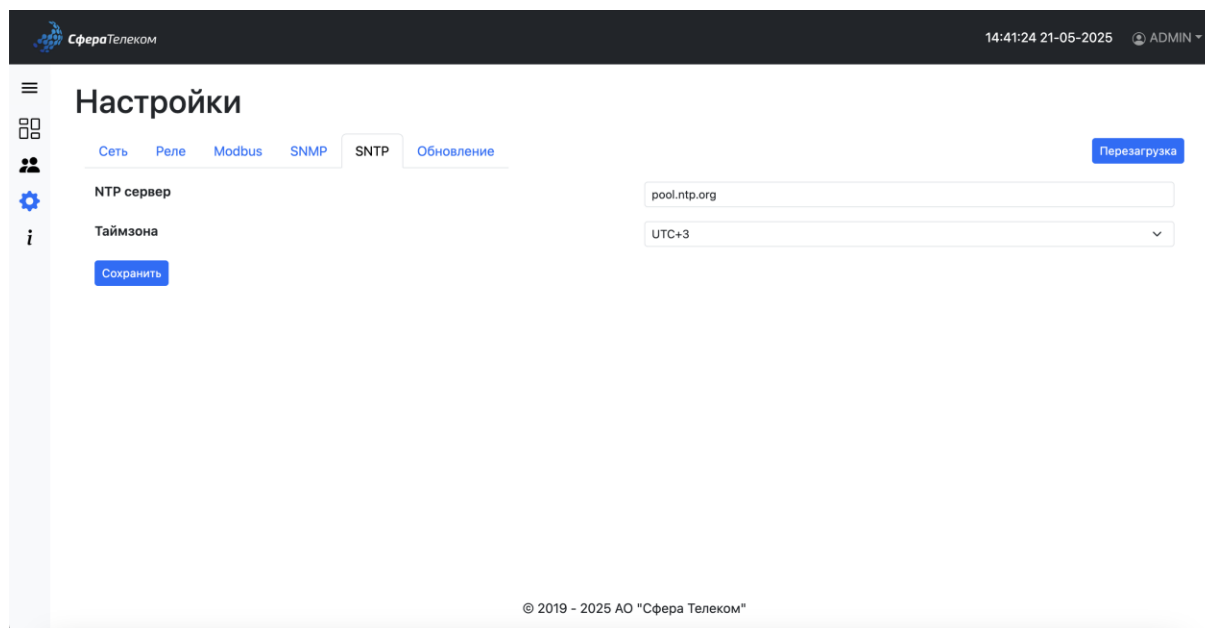 СфераТелеком
14:41:24 21-05-2025 ADMIN
Настройки
Сеть Реле Modbus SNMP SNTP Обновление Перезагрузка
NTP сервер pool.ntp.org
Таймзона UTC+3
Сохранить
© 2019 - 2025 АО "Сфера Телеком"